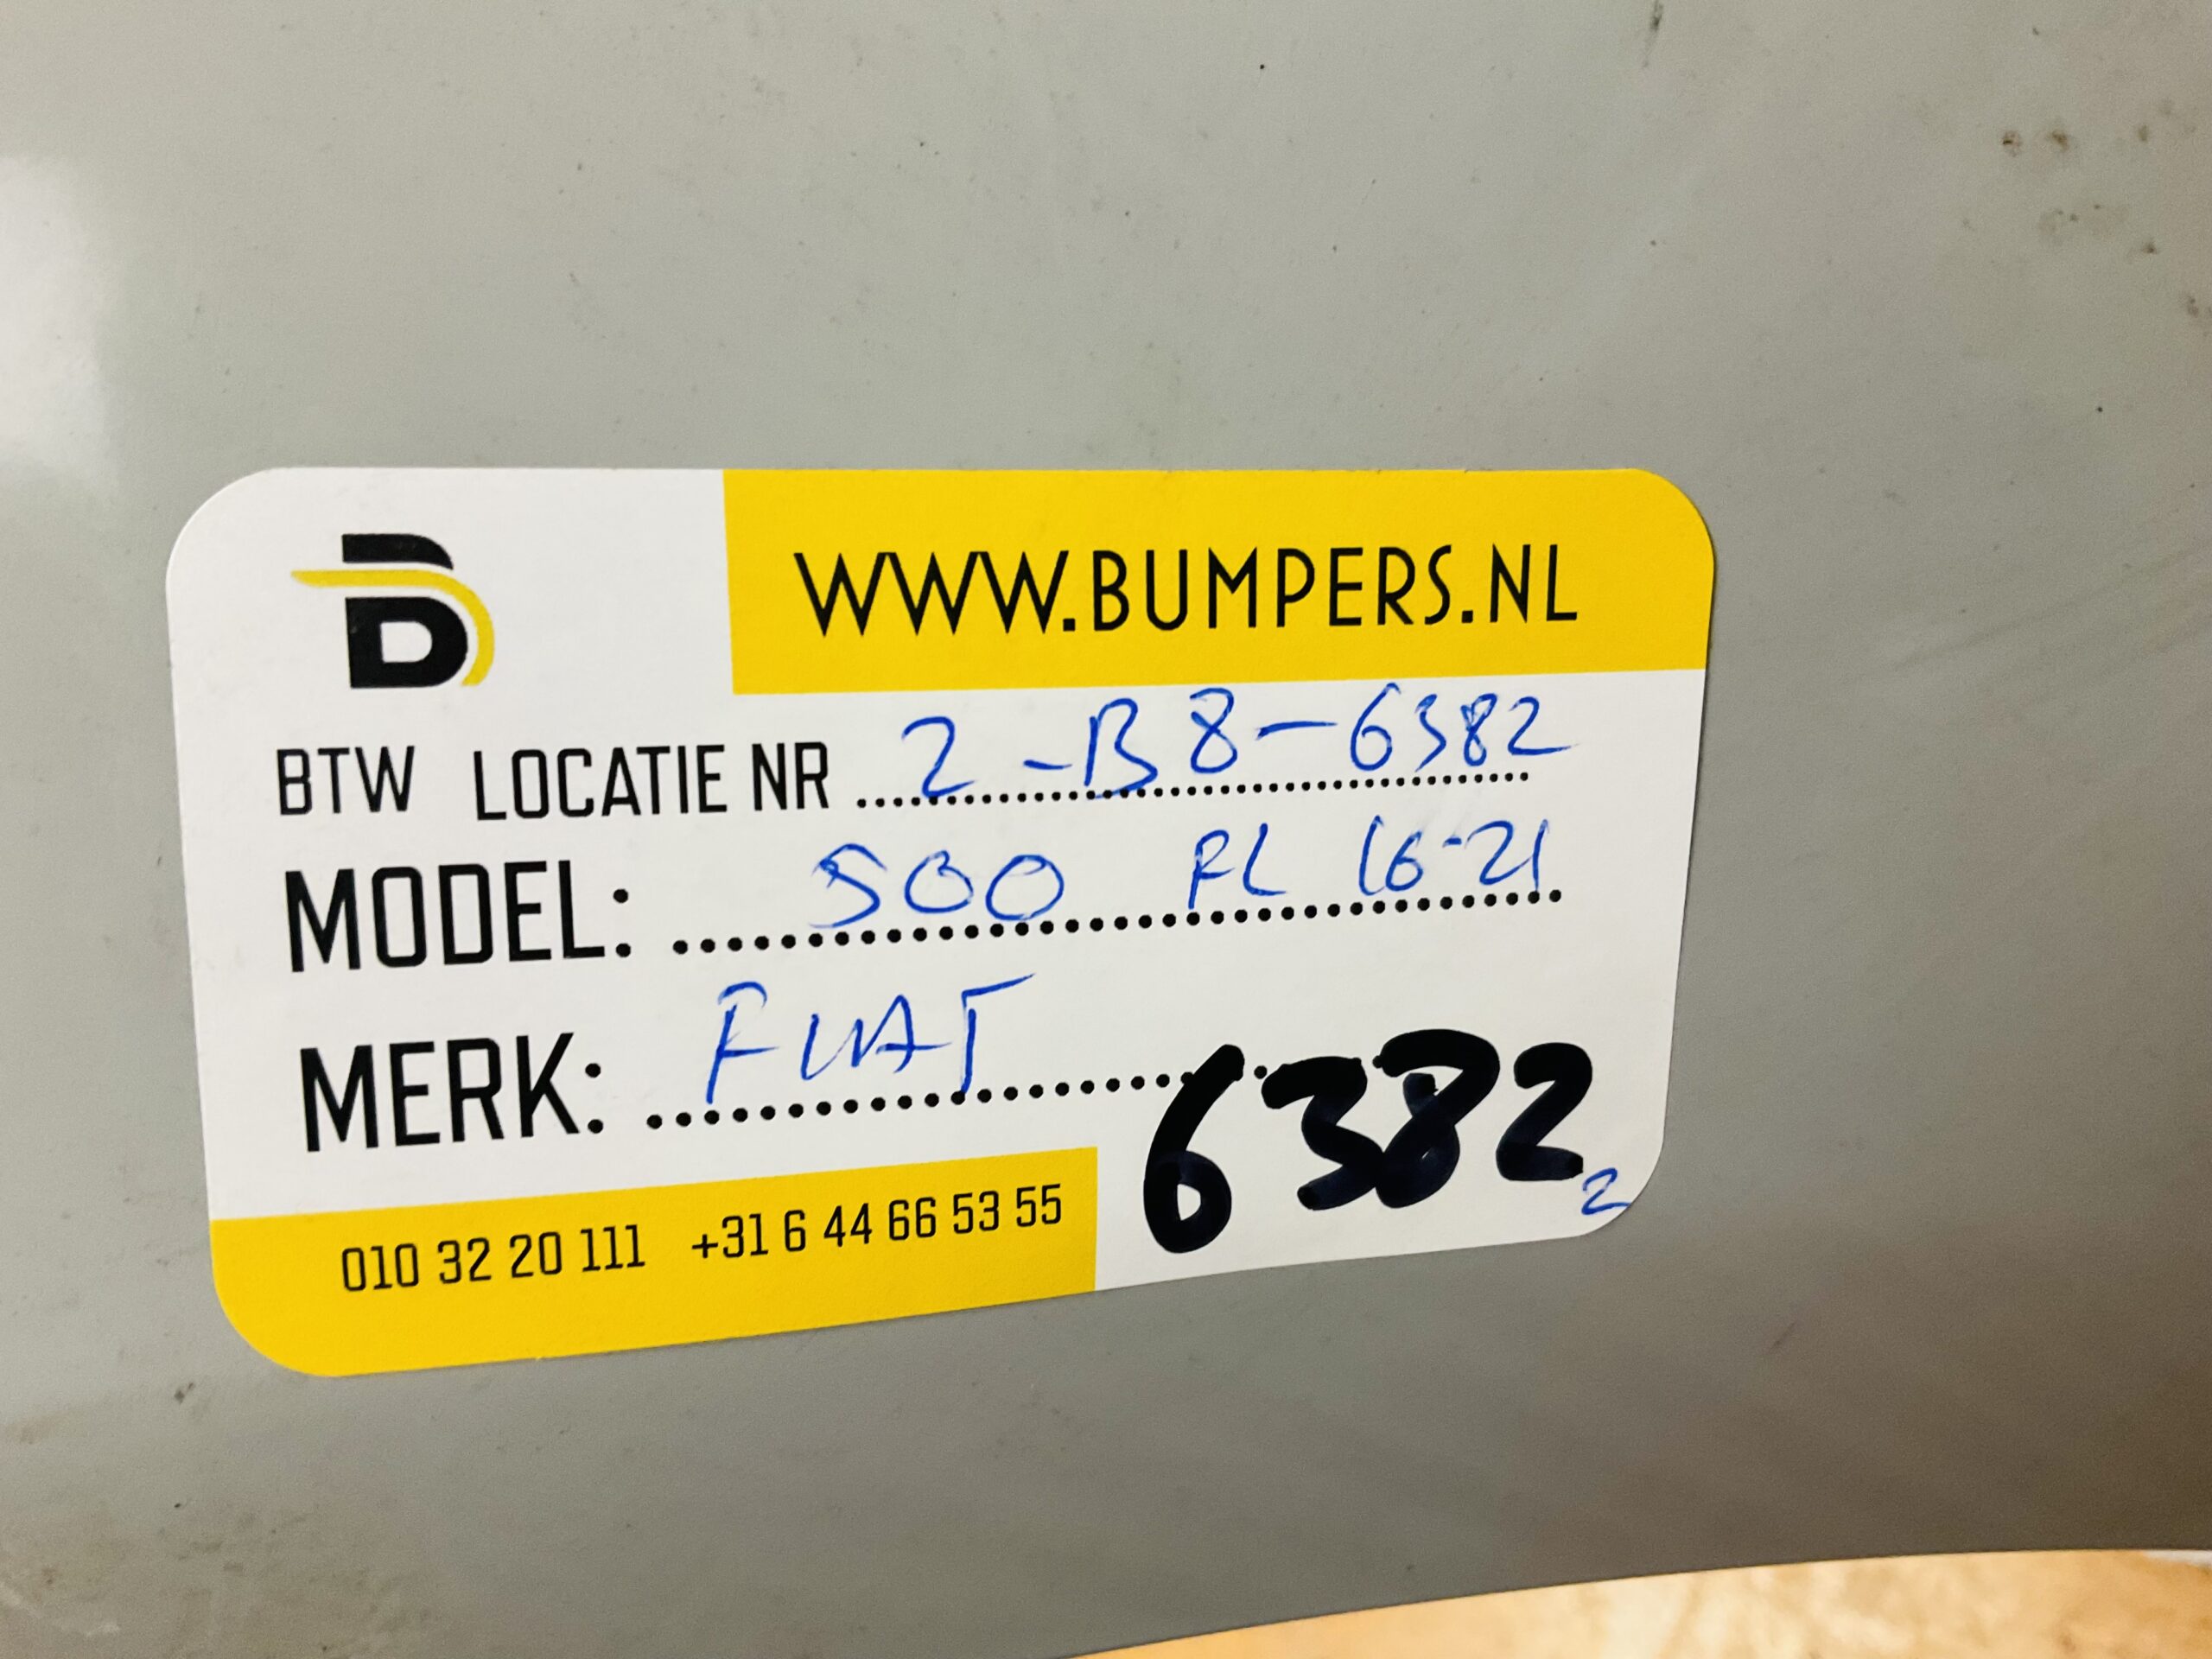 B
WWW.BUMPERS.NL
BTW LOCATIE NR 2-B8-6382
MODEL: 500 FL 16-21
MERK: FIAT
6382
2
010 32 20 111 +31 6 44 66 53 55